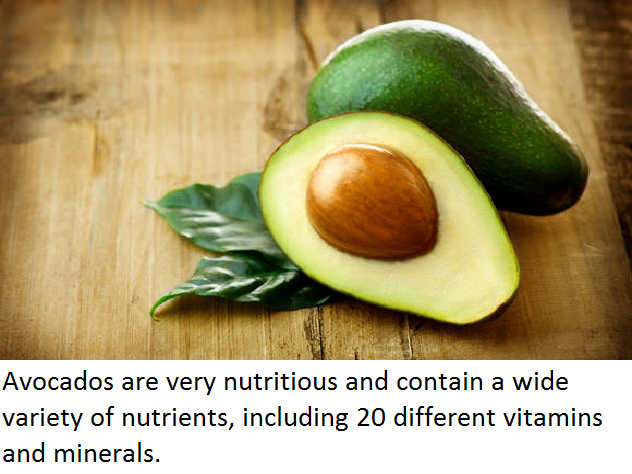 Avocados are very nutritious and contain a wide
variety of nutrients, including 20 different vitamins
and minerals.